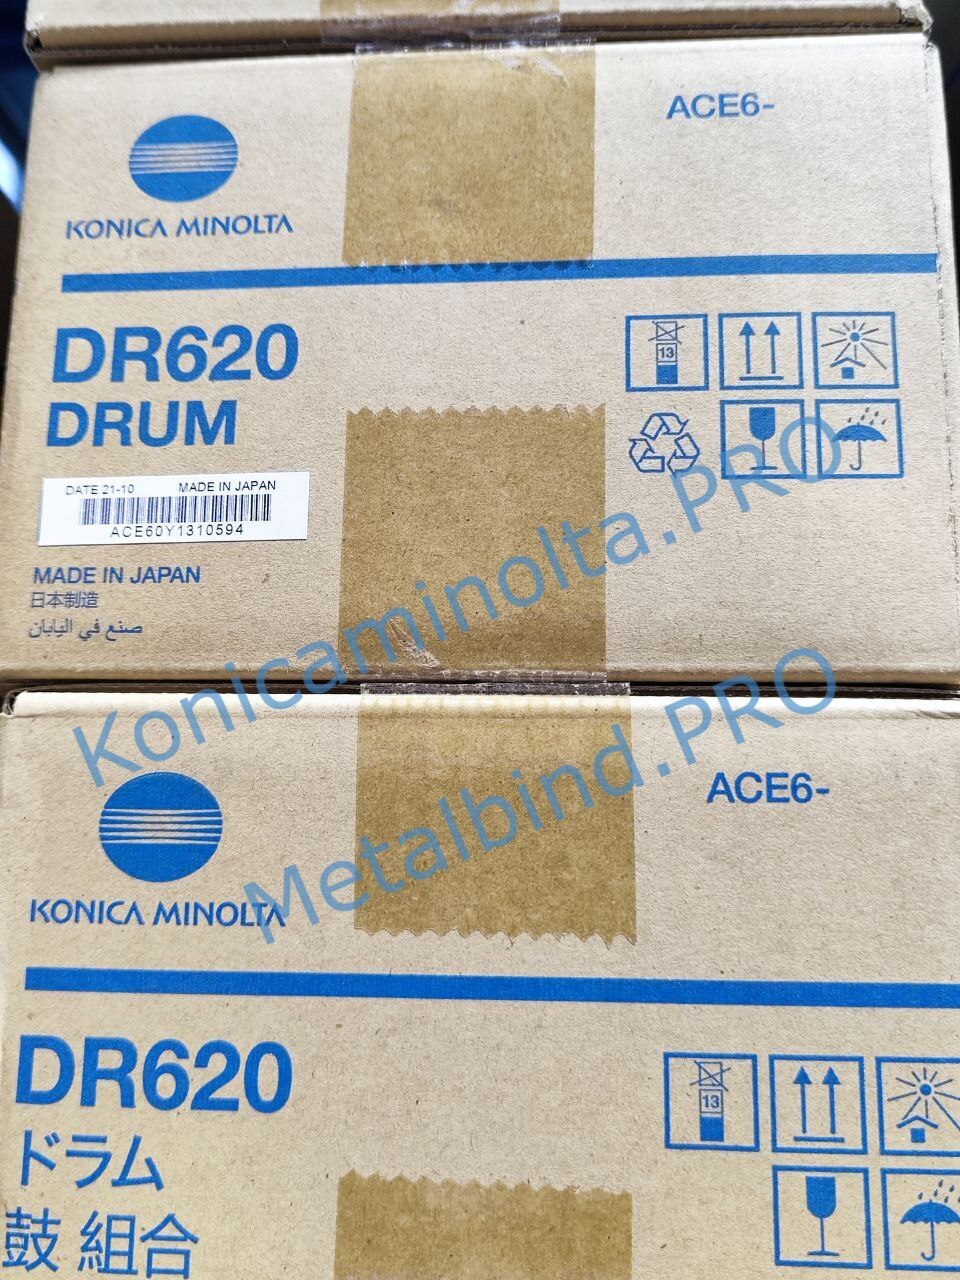 ACE6-
KONICA MINOLTA
DR620
DRUM
13
DATE 21-10 MADE IN JAPAN
ACE60Y1310594
MADE IN JAPAN
日本制造
صنع في اليابان
Konicaminolta.PRO
Metalbind.PRO
ACE6-
KONICA MINOLTA
DR620
13
ドラム
鼓 組合